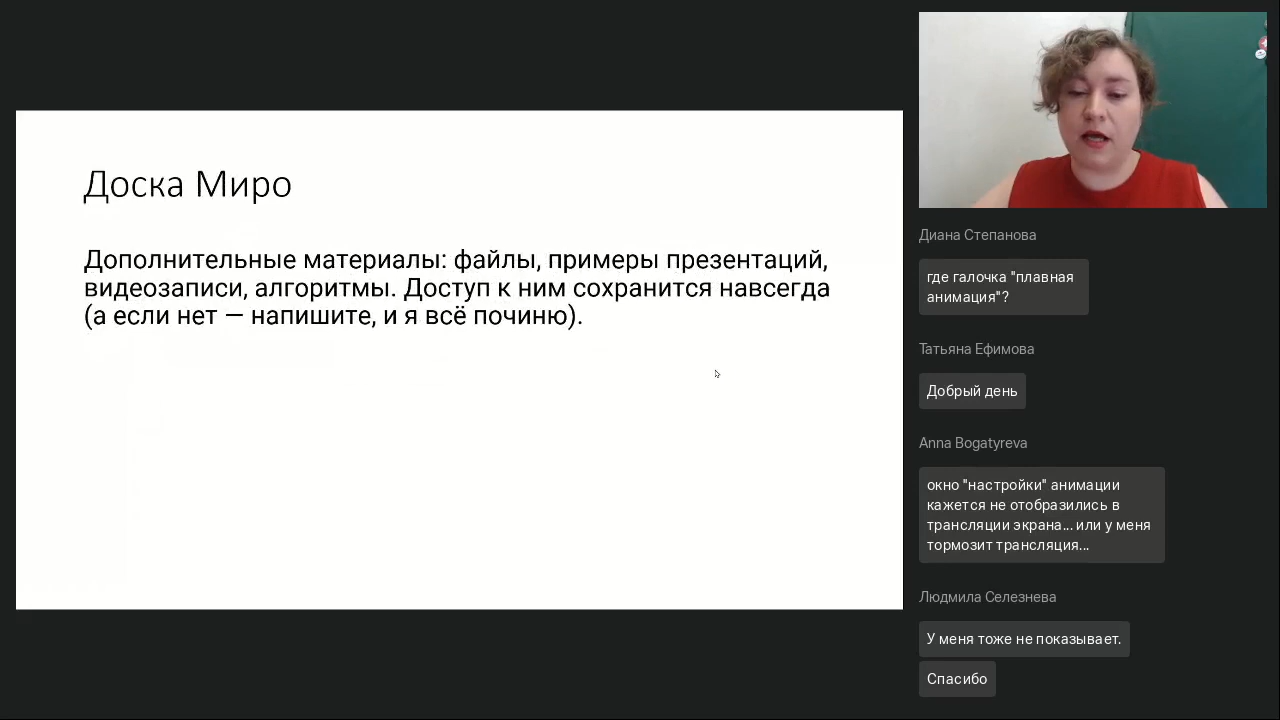 Доска Миро
Дополнительные материалы: файлы, примеры презентаций,
видеозаписи, алгоритмы. Доступ к ним сохранится навсегда
(а если нет — напишите, и я всё починю).
Диана Степанова
где галочка "плавная
анимация"?
Татьяна Ефимова
Добрый день
Anna Bogatyreva
окно "настройки" анимации
кажется не отобразились в
трансляции экрана... или у меня
тормозит трансляция...
Людмила Селезнева
У меня тоже не показывает.
Спасибо